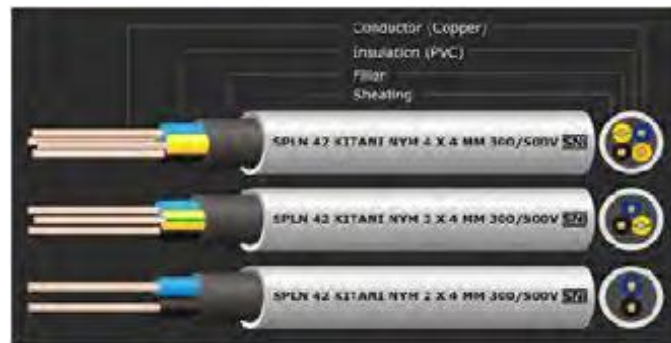 Conductor (Copper)
Insulation (PVC)
Filler
Sheating
SPLN 42 KITANI NYM 4 X 4 MM 300/500V SNI
SPLN 42 KITANI NYM 3 X 4 MM 300/500V SNI
SPLN 42 KITANI NYM 2 X 4 MM 300/500V SNI